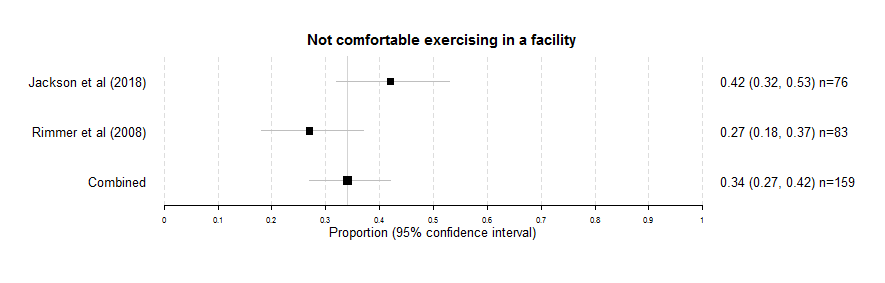 Not comfortable exercising in a facility
Jackson et al (2018) 0.42 (0.32, 0.53) n=76
Rimmer et al (2008) 0.27 (0.18, 0.37) n=83
Combined 0.34 (0.27, 0.42) n=159
0 0.1 0.2 0.3 0.4 0.5 0.6 0.7 0.8 0.9 1
Proportion (95% confidence interval)